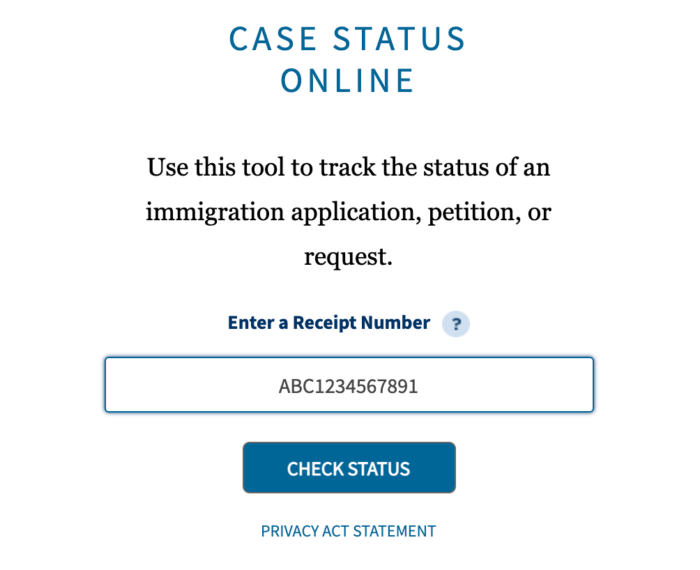 CASE STATUS
ONLINE
Use this tool to track the status of an
immigration application, petition, or
request.
Enter a Receipt Number ?
ABC1234567891
CHECK STATUS
PRIVACY ACT STATEMENT